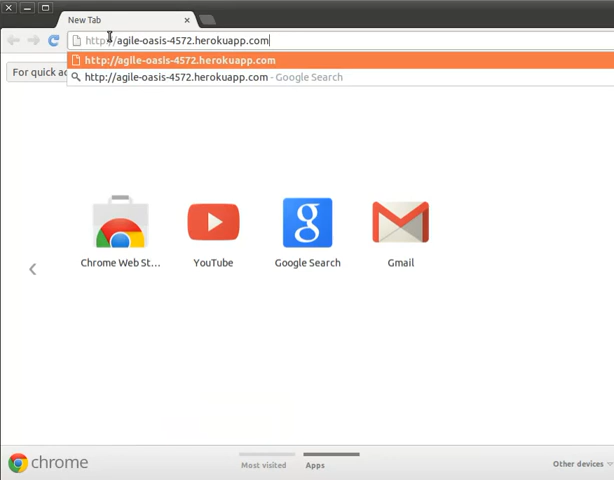 New Tab
http://agile-oasis-4572.herokuapp.com
http://agile-oasis-4572.herokuapp.com
http://agile-oasis-4572.herokuapp.com - Google Search
For quick ac
Chrome Web St... YouTube Google Search Gmail
chrome Most visited Apps Other devices